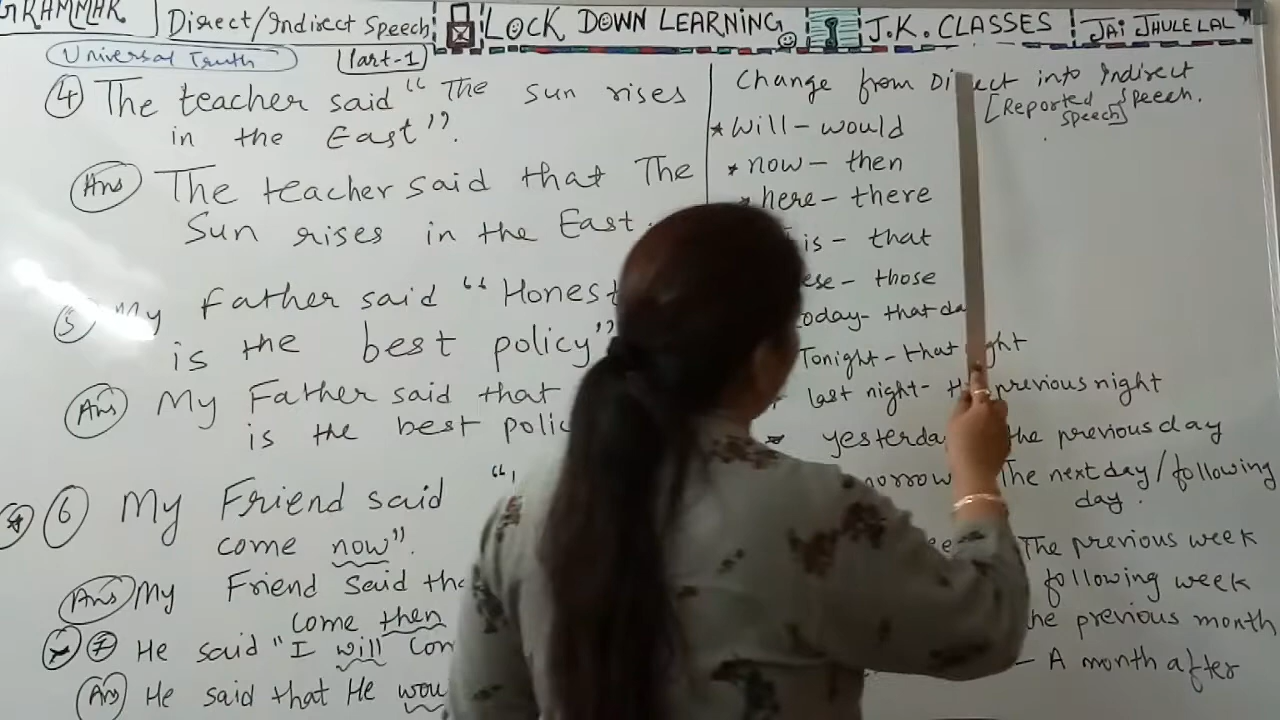 GRAMMAR
Direct/Indirect Speech
LOCK DOWN LEARNING
J.K. CLASSES
JAI JHULELAL
Universal Truth
Part-1
④ The teacher said “The Sun rises
in the East”.
Ans The teacher said that The
Sun rises in the East.
5 My father said “Honest
is the best policy”
Ans My Father said that
is the best polic
6 My Friend said “
come now”.
Ans My Friend Said tha
come then
7 He said "I will com
Ans He said that He wou
Change from Direct into Indirect
[Reported Speech] Speech.
* Will – would
* now – then
* here – there
is – that
ese – those
oday – that da
Tonight – that ght
last night – previous night
yesterda the previous day
orrow The next day / following
day.
The previous week
following week
he previous month
– A month after